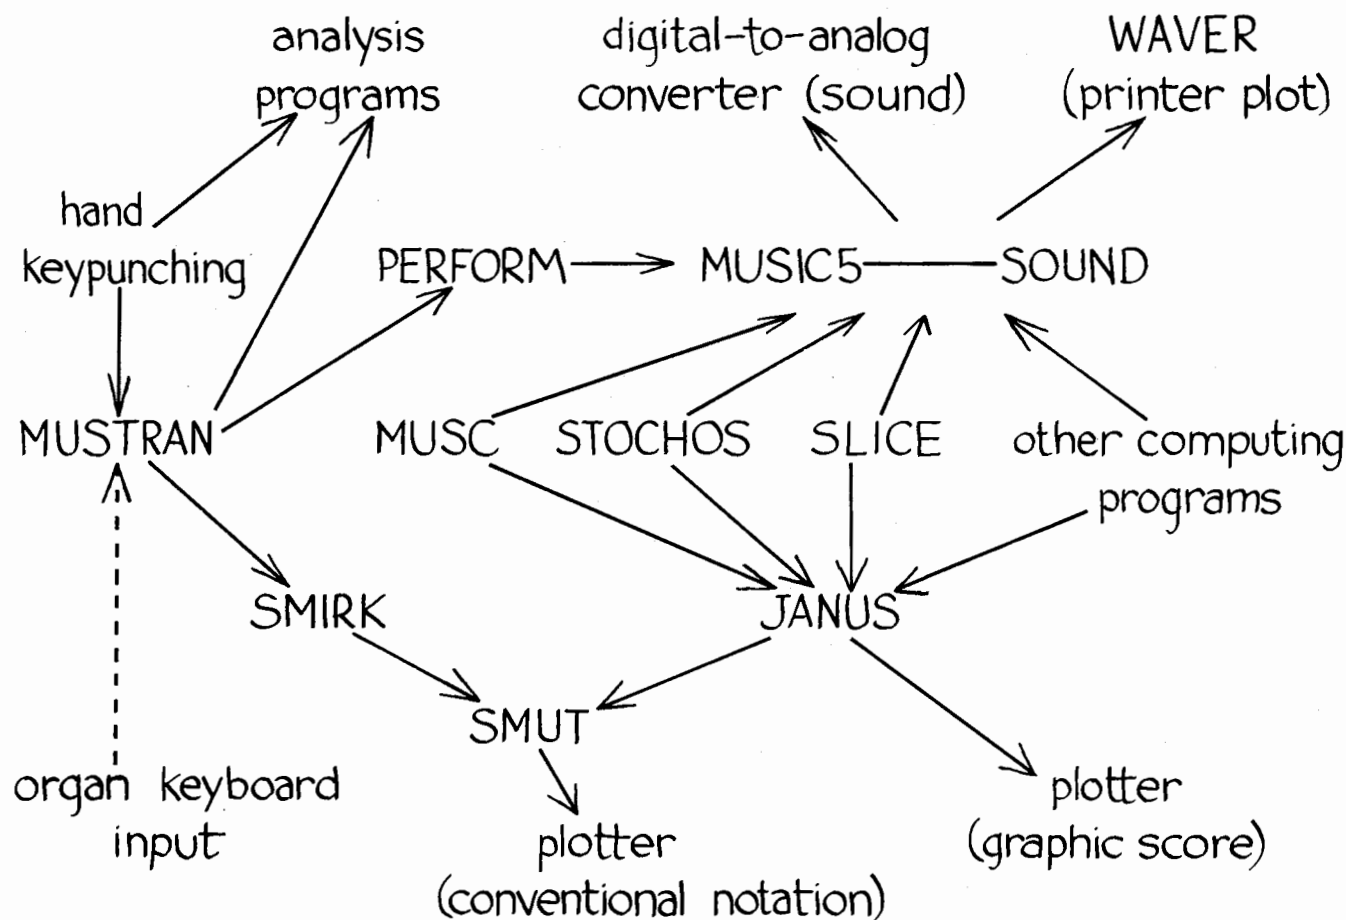 analysis
programs
digital-to-analog
converter (sound)
WAVER
(printer plot)
hand
keypunching
PERFORM
MUSIC5
SOUND
MUSTRAN
MUSC
STOCHOS
SLICE
other computing
programs
SMIRK
JANUS
SMUT
organ keyboard
input
plotter
(conventional notation)
plotter
(graphic score)